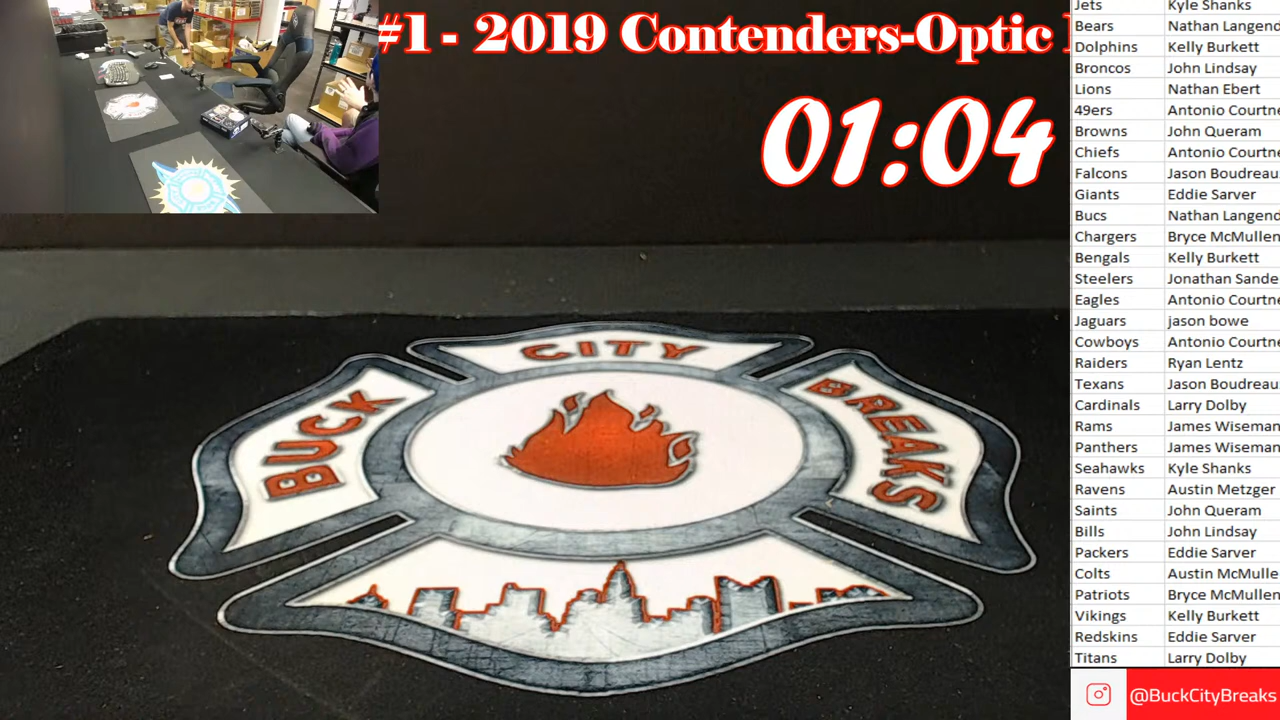 #1 - 2019 Contenders-Optic
01:04
Jets Kyle Shanks
Bears Nathan Langend
Dolphins Kelly Burkett
Broncos John Lindsay
Lions Nathan Ebert
49ers Antonio Courtne
Browns John Queram
Chiefs Antonio Courtne
Falcons Jason Boudreau
Giants Eddie Sarver
Bucs Nathan Langend
Chargers Bryce McMullen
Bengals Kelly Burkett
Steelers Jonathan Sande
Eagles Antonio Courtne
Jaguars jason bowe
Cowboys Antonio Courtne
Raiders Ryan Lentz
Texans Jason Boudreau
Cardinals Larry Dolby
Rams James Wiseman
Panthers James Wiseman
Seahawks Kyle Shanks
Ravens Austin Metzger
Saints John Queram
Bills John Lindsay
Packers Eddie Sarver
Colts Austin McMulle
Patriots Bryce McMullen
Vikings Kelly Burkett
Redskins Eddie Sarver
Titans Larry Dolby
@BuckCityBreaks
BUCK CITY BREAKS